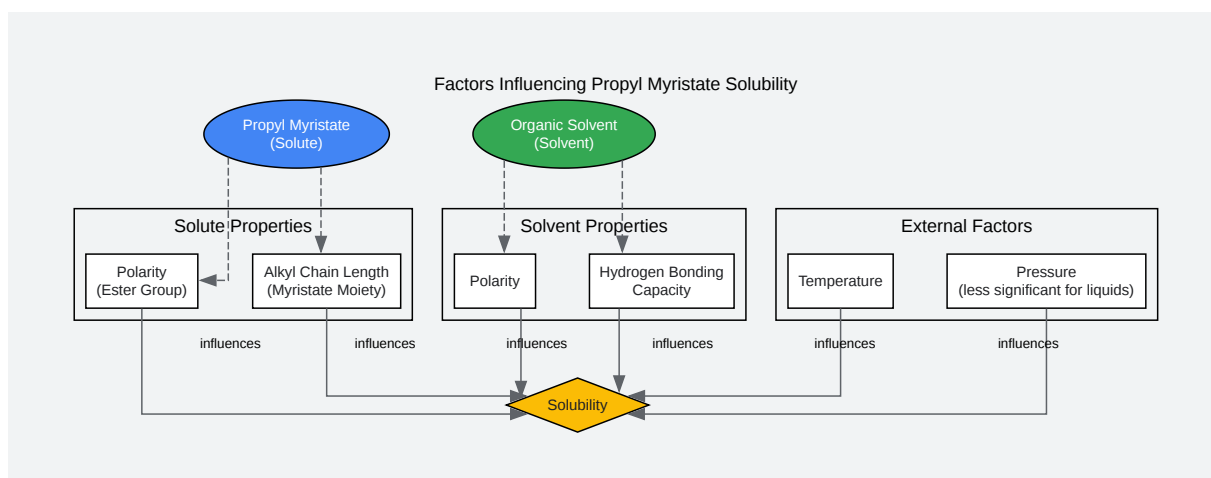 Factors Influencing Propyl Myristate Solubility
Propyl Myristate
(Solute)
Organic Solvent
(Solvent)
Solute Properties
Solvent Properties
External Factors
Polarity
(Ester Group)
Alkyl Chain Length
(Myristate Moiety)
Polarity
Hydrogen Bonding
Capacity
Temperature
Pressure
(less significant for liquids)
influences
influences
influences
influences
influences
influences
Solubility